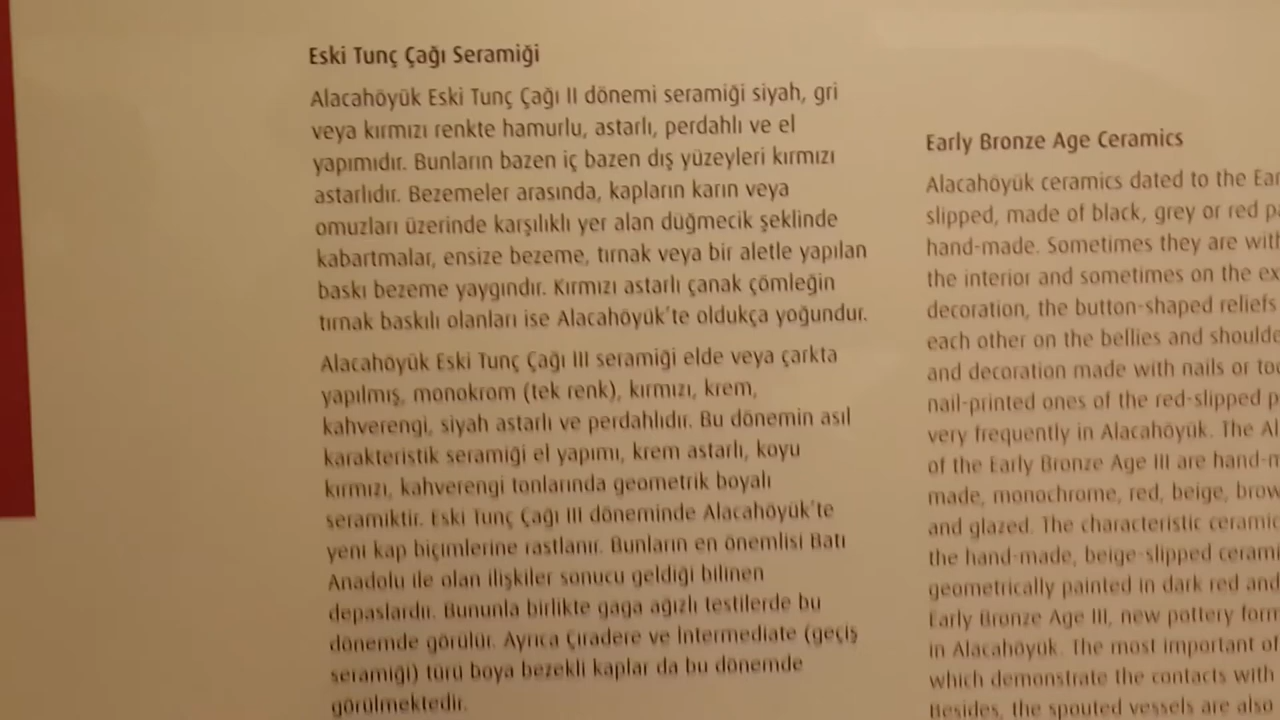 Eski Tunç Çağı Seramiği
Alacahöyük Eski Tunç Çağı II dönemi seramiği siyah, gri
veya kırmızı renkte hamurlu, astarlı, perdahlı ve el
yapımıdır. Bunların bazen iç bazen dış yüzeyleri kırmızı
astarlıdır. Bezemeler arasında, kapların karın veya
omuzları üzerinde karşılıklı yer alan düğmecik şeklinde
kabartmalar, ensize bezeme, tırnak veya bir aletle yapılan
baskı bezeme yaygındır. Kırmızı astarlı çanak çömleğin
tırnak baskılı olanları ise Alacahöyük'te oldukça yoğundur.
Alacahöyük Eski Tunç Çağı III seramiği elde veya çarkta
yapılmış, monokrom (tek renk), kırmızı, krem,
kahverengi, siyah astarlı ve perdahlıdır. Bu dönemin asıl
karakteristik seramiği el yapımı, krem astarlı, koyu
kırmızı, kahverengi tonlarında geometrik boyalı
seramiktir. Eski Tunç Çağı III döneminde Alacahöyük'te
yeni kap biçimlerine rastlanır. Bunların en önemlisi Batı
Anadolu ile olan ilişkiler sonucu geldiği bilinen
depaslardır. Bununla birlikte gaga ağızlı testilerde bu
dönemde görülür. Ayrıca Çıradere ve İntermediate (geçiş
seramiği) türü boya bezekli kaplar da bu dönemde
görülmektedir.
Early Bronze Age Ceramics
Alacahöyük ceramics dated to the
slipped, made of black, grey or red
hand-made. Sometimes they are
the interior and sometimes on the
decoration, the button-shaped reliefs
each other on the bellies and
and decoration made with nails or
nail-printed ones of the red-slipped
very frequently in Alacahöyük. The
of the Early Bronze Age III are
made, monochrome, red, beige,
and glazed. The characteristic
the hand-made, beige-slipped
geometrically painted in dark red and
Early Bronze Age III, new pottery
in Alacahöyük. The most important of
which demonstrate the contacts with
Besides, the spouted vessels are also